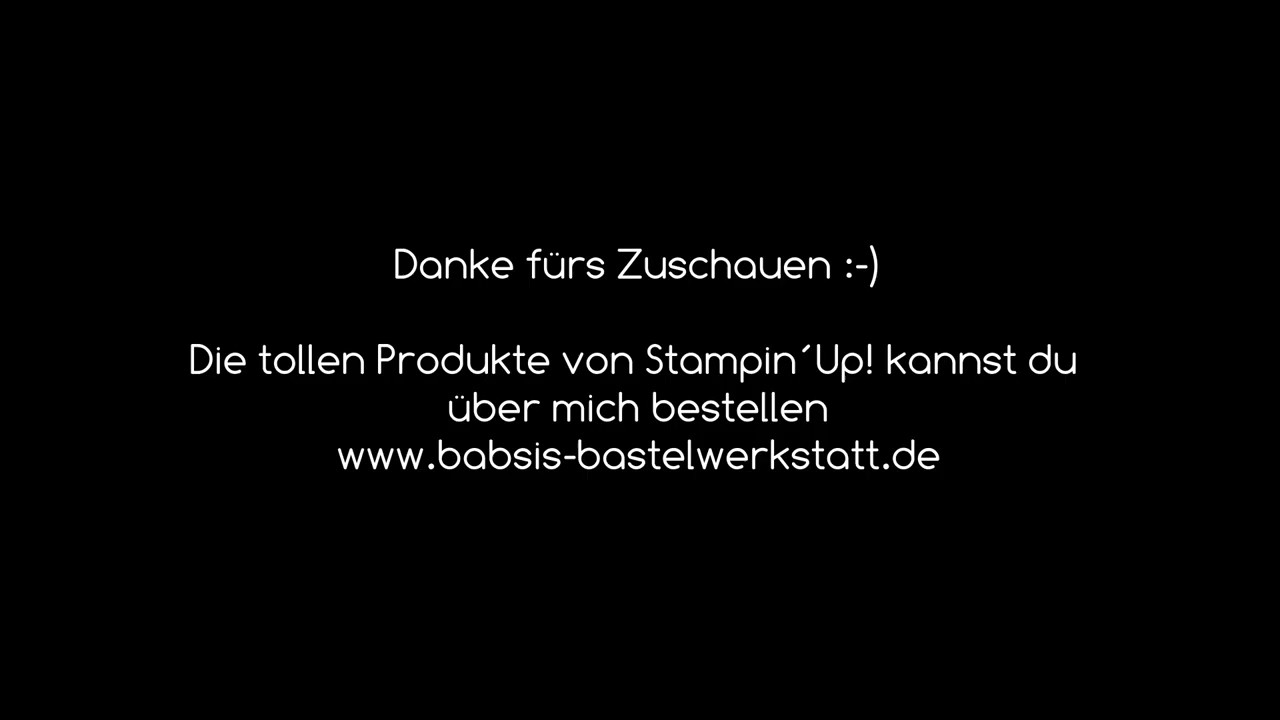 Danke fürs Zuschauen :-)
Die tollen Produkte von Stampin´Up! kannst du
über mich bestellen
www.babsis-bastelwerkstatt.de